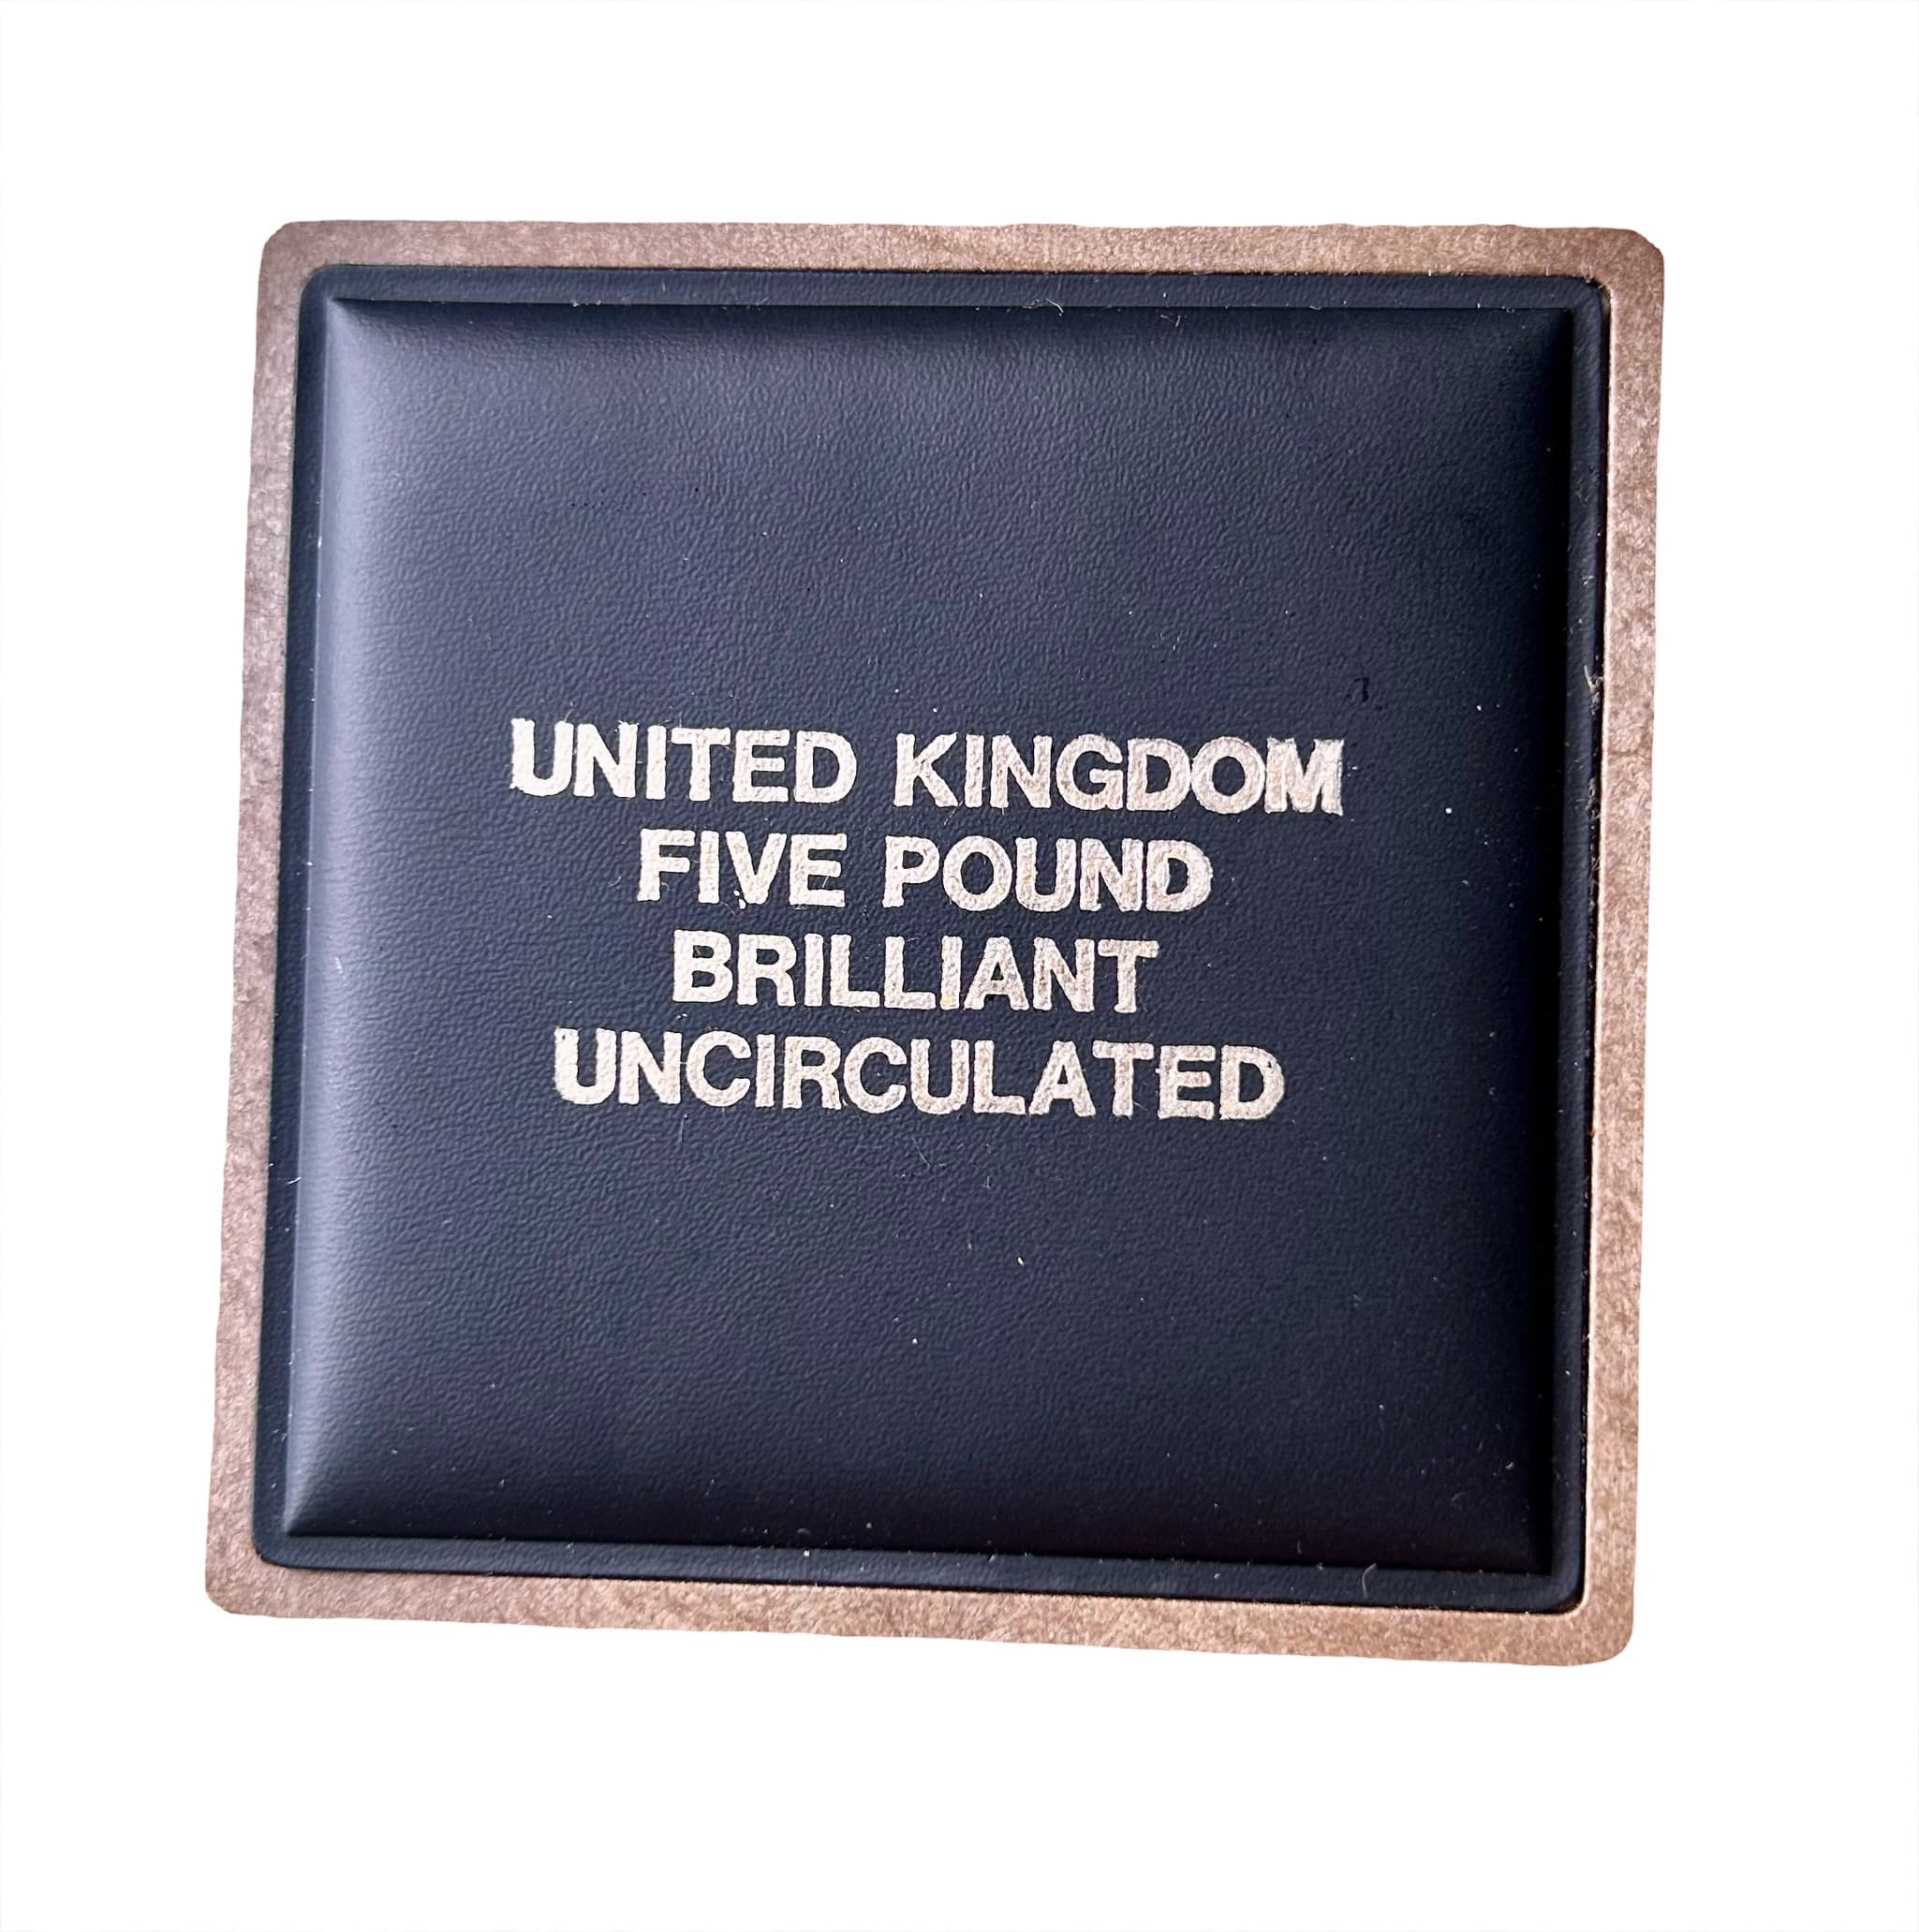 UNITED KINGDOM
FIVE POUND
BRILLIANT
UNCIRCULATED